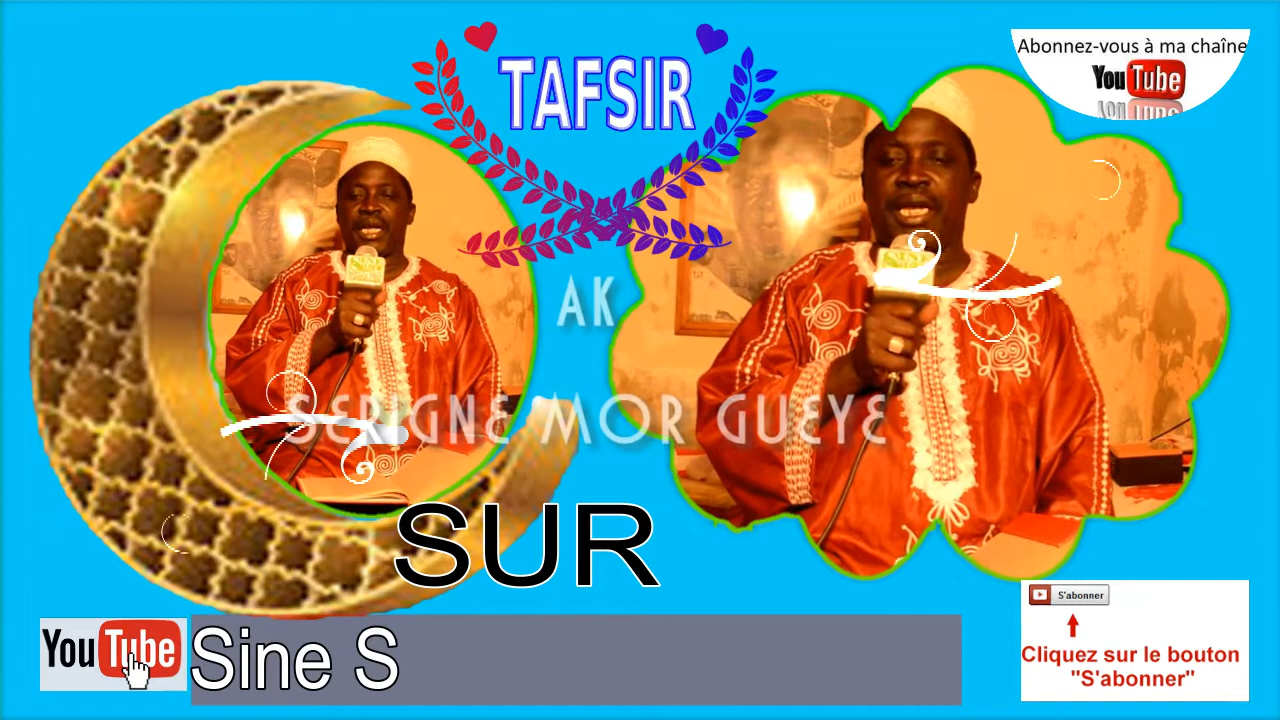 TAFSIR
Abonnez-vous à ma chaîne
YouTube
AK
SERIGNE MOR GUEYE
SUR
YouTube
Sine S
S'abonner
Cliquez sur le bouton
"S'abonner"